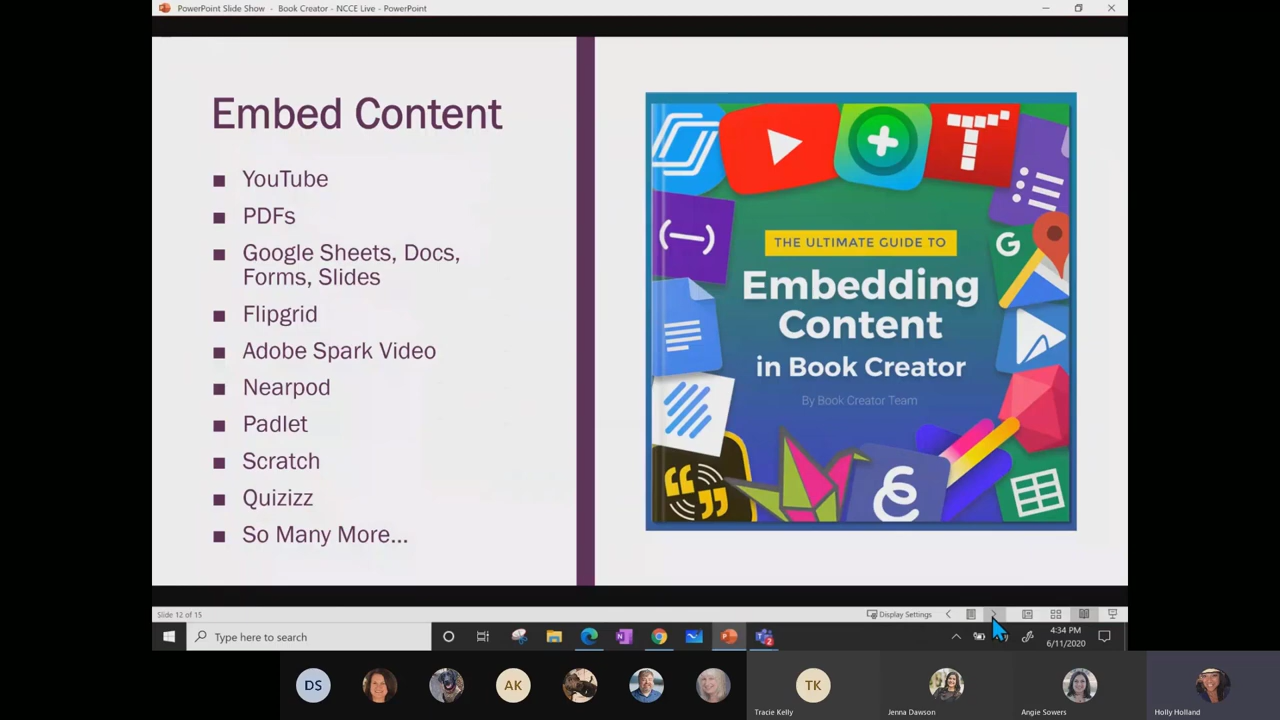 PowerPoint Slide Show - Book Creator - NCCE Live - PowerPoint
Embed Content
■ YouTube
■ PDFs
■ Google Sheets, Docs,
Forms, Slides
■ Flipgrid
■ Adobe Spark Video
■ Nearpod
■ Padlet
■ Scratch
■ Quizizz
■ So Many More...
THE ULTIMATE GUIDE TO
Embedding
Content
in Book Creator
By Book Creator Team
G
Slide 12 of 15
Display Settings
Type here to search
4:34 PM
6/11/2020
DS
AK
TK
Tracie Kelly
Jenna Dawson
Angie Sowers
Holly Holland